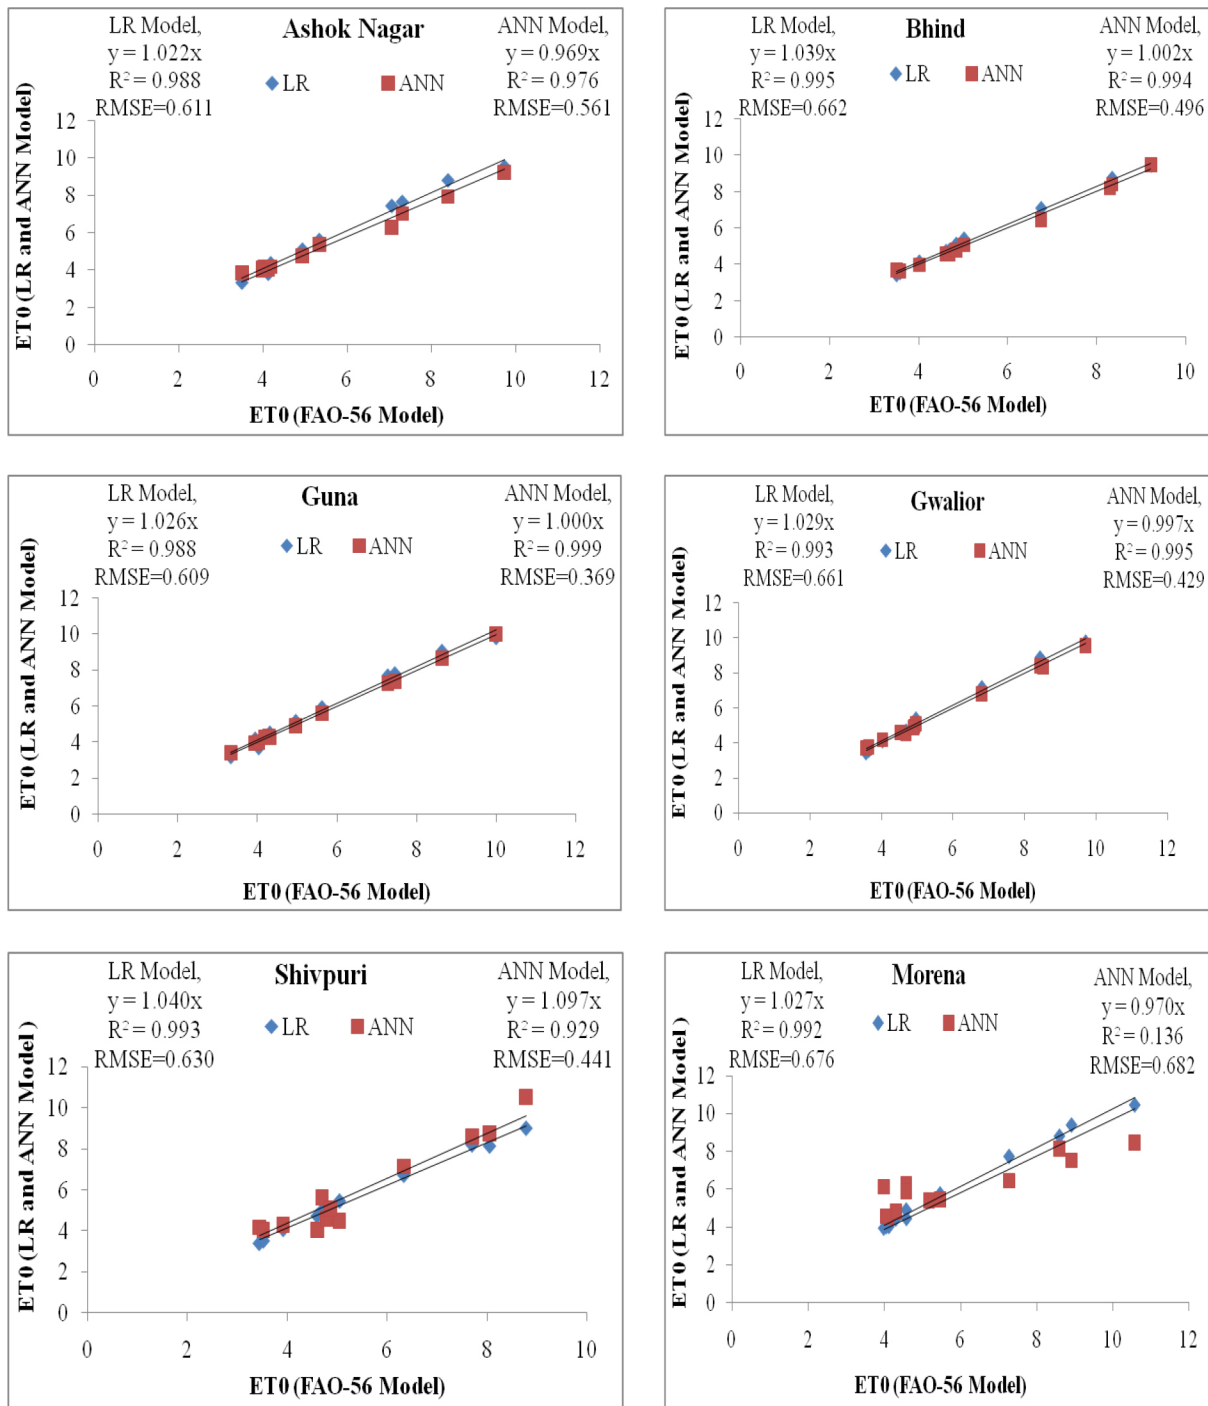 LR Model,
y = 1.022x
R² = 0.988
RMSE=0.611
Ashok Nagar
LR
ANN
ANN Model,
y = 0.969x
R² = 0.976
RMSE=0.561
ET0 (LR and ANN Model)
12
10
8
6
4
2
0
0 2 4 6 8 10 12
ET0 (FAO-56 Model)
LR Model,
y = 1.039x
R² = 0.995
RMSE=0.662
Bhind
LR
ANN
ANN Model,
y = 1.002x
R² = 0.994
RMSE=0.496
ET0 (LR and ANN Model)
12
10
8
6
4
2
0
0 2 4 6 8 10
ET0 (FAO-56 Model)
LR Model,
y = 1.026x
R² = 0.988
RMSE=0.609
Guna
LR
ANN
ANN Model,
y = 1.000x
R² = 0.999
RMSE=0.369
ET0 (LR and ANN Model)
12
10
8
6
4
2
0
0 2 4 6 8 10 12
ET0 (FAO-56 Model)
LR Model,
y = 1.029x
R² = 0.993
RMSE=0.661
Gwalior
LR
ANN
ANN Model,
y = 0.997x
R² = 0.995
RMSE=0.429
ET0 (LR and ANN Model)
12
10
8
6
4
2
0
0 2 4 6 8 10 12
ET0 (FAO-56 Model)
LR Model,
y = 1.040x
R² = 0.993
RMSE=0.630
Shivpuri
LR
ANN
ANN Model,
y = 1.097x
R² = 0.929
RMSE=0.441
ET0 (LR and ANN Model )
12
10
8
6
4
2
0
0 2 4 6 8 10
ET0 (FAO-56 Model)
LR Model,
y = 1.027x
R² = 0.992
RMSE=0.676
Morena
LR
ANN
ANN Model,
y = 0.970x
R² = 0.136
RMSE=0.682
ET0 (LR and ANN Model )
12
10
8
6
4
2
0
0 2 4 6 8 10 12
ET0 (FAO-56 Model)